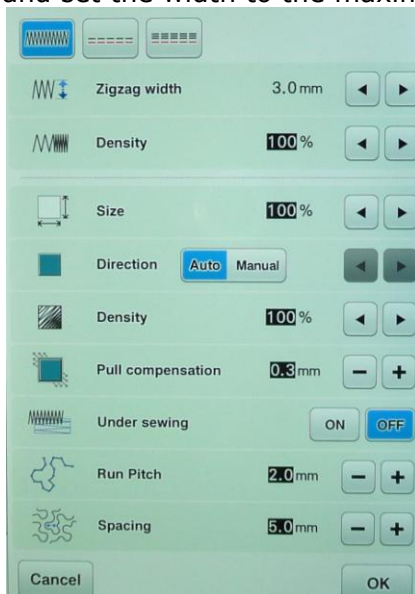 and set the width to the maxim
Zigzag width 3.0 mm
Density 100 %
Size 100 %
Direction Auto Manual
Density 100 %
Pull compensation 0.3 mm
Under sewing ON OFF
Run Pitch 2.0 mm
Spacing 5.0 mm
Cancel OK